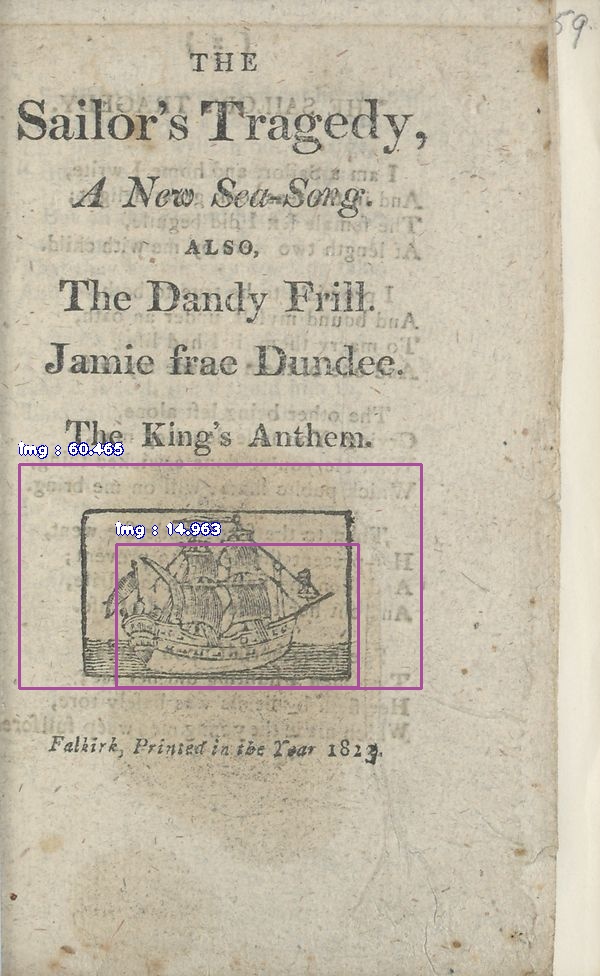 59.
THE
Sailor's Tragedy,
A New Sea-Song.
ALSO,
The Dandy Frill.
Jamie frae Dundee.
The King's Anthem.
img : 60.465
img : 14.963
Falkirk, Printed in the Year 1823.